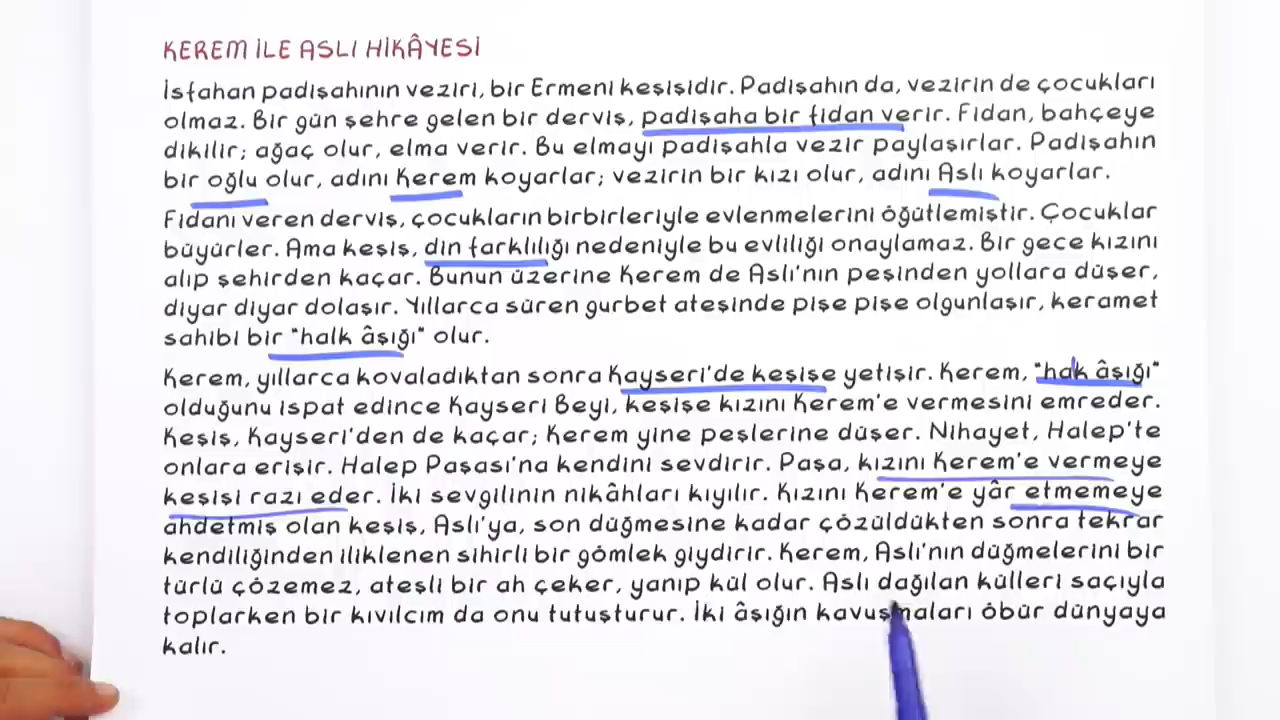 KEREM İLE ASLI HİKÂYESİ
İsfahan padişahının veziri, bir Ermeni keşişidir. Padişahın da, vezirin de çocukları
olmaz. Bir gün şehre gelen bir derviş, padişaha bir fidan verir. Fidan, bahçeye
dikilir; ağaç olur, elma verir. Bu elmayı padişahla vezir paylaşırlar. Padişahın
bir oğlu olur, adını Kerem koyarlar; vezirin bir kızı olur, adını Aslı koyarlar.
Fidanı veren derviş, çocukların birbirleriyle evlenmelerini öğütlemiştir. Çocuklar
büyürler. Ama keşiş, din farklılığı nedeniyle bu evliliği onaylamaz. Bir gece kızını
alıp şehirden kaçar. Bunun üzerine Kerem de Aslı'nın peşinden yollara düşer,
diyar diyar dolaşır. Yıllarca süren gurbet ateşinde pişe pişe olgunlaşır, keramet
sahibi bir "halk âşığı" olur.
Kerem, yıllarca kovaladıktan sonra Kayseri'de keşişe yetişir. Kerem, "hak âşığı"
olduğunu ispat edince Kayseri Beyi, keşişe kızını Kerem'e vermesini emreder.
Keşiş, Kayseri'den de kaçar; Kerem yine peşlerine düşer. Nihayet, Halep'te
onlara erişir. Halep Paşası'na kendini sevdirir. Paşa, kızını Kerem'e vermeye
keşişi razı eder. İki sevgilinin nikâhları kıyılır. Kızını Kerem'e yâr etmemeye
ahdetmiş olan keşiş, Aslı'ya, son düğmesine kadar çözüldükten sonra tekrar
kendiliğinden iliklenen sihirli bir gömlek giydirir. Kerem, Aslı'nın düğmelerini bir
türlü çözemez, ateşli bir ah çeker, yanıp kül olur. Aslı dağılan külleri saçıyla
toplarken bir kıvılcım da onu tutuşturur. İki âşığın kavuşmaları öbür dünyaya
kalır.